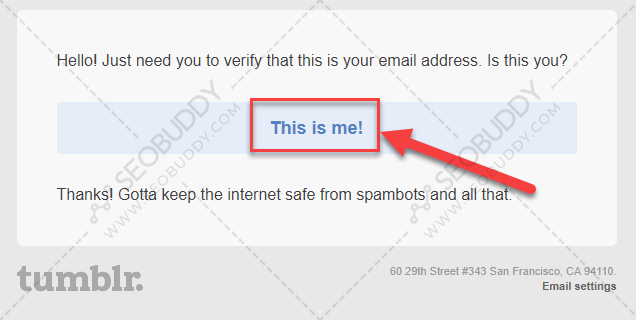 Hello! Just need you to verify that this is your email address. Is this you?
This is me!
Thanks! Gotta keep the internet safe from spambots and all that.
SEOBUDDY
WWW.SEOBUDDY.COM
SEOBUDDY
WWW.SEOBUDDY.COM
tumblr.
60 29th Street #343 San Francisco, CA 94110.
Email settings